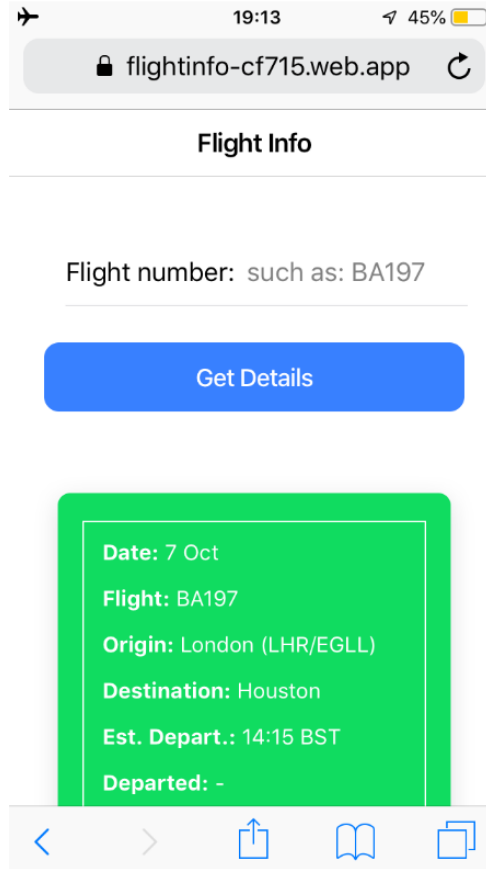 19:13
45%
flightinfo-cf715.web.app
Flight Info
Flight number: such as: BA197
Get Details
Date: 7 Oct
Flight: BA197
Origin: London (LHR/EGLL)
Destination: Houston
Est. Depart.: 14:15 BST
Departed: -